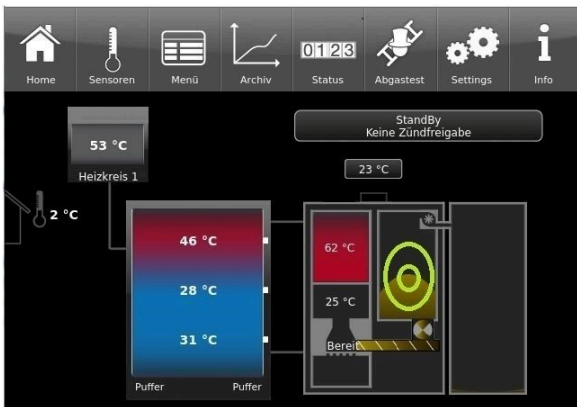 Home
Sensoren
Menü
Archiv
0123
Status
Abgastest
Settings
i
Info
StandBy
Keine Zündfreigabe
53 °C
Heizkreis 1
23 °C
2 °C
46 °C
62 °C
28 °C
25 °C
31 °C
Bereit
Puffer
Puffer